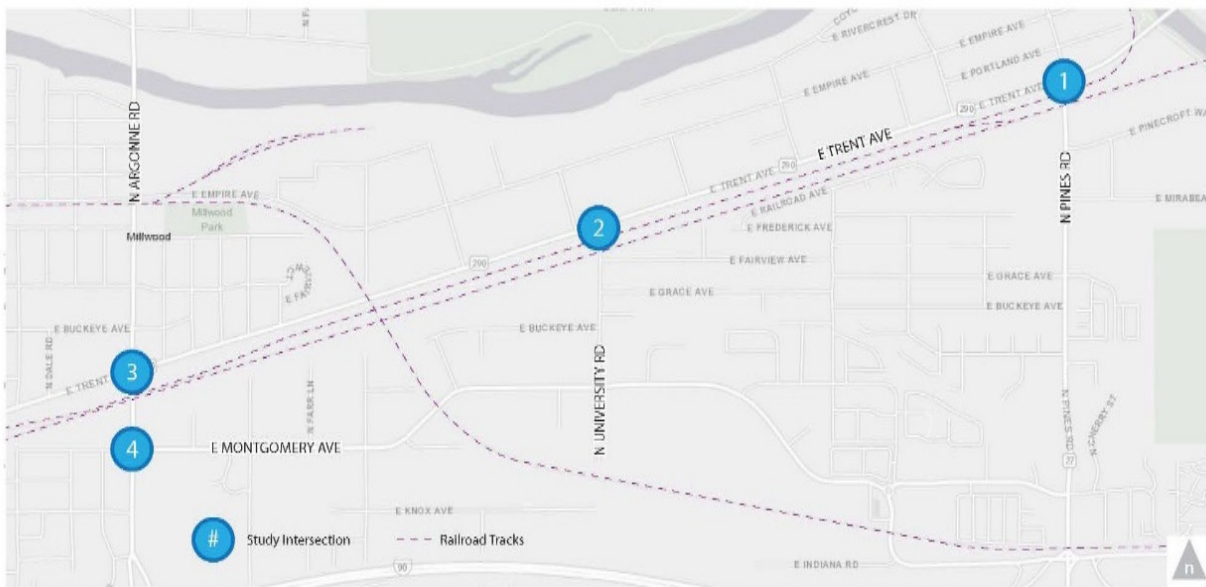 E RIVERCREST DR
E EMPIRE AVE
E PORTLAND AVE
1
E EMPIRE AVE
E TRENT AVE
290
E PINECROFT WA
E TRENT AVE
290
N ARGONNE RD
N PINES RD
E TRENT AVE
E EMPIRE AVE
E RAILROAD AVE
E MIRABEA
Millwood
Park
Millwood
2
E FREDERICK AVE
290
E FAIRVIEW AVE
E GRACE AVE
E GRACE AVE
E BUCKEYE AVE
E BUCKEYE AVE
E BUCKEYE AVE
N DALE RD
3
E TRENT
N UNIVERSITY RD
N FARR LN
N PINES RD
N CHERRY ST
4
E MONTGOMERY AVE
27
E KNOX AVE
#
Study Intersection
Railroad Tracks
90
E INDIANA RD
n